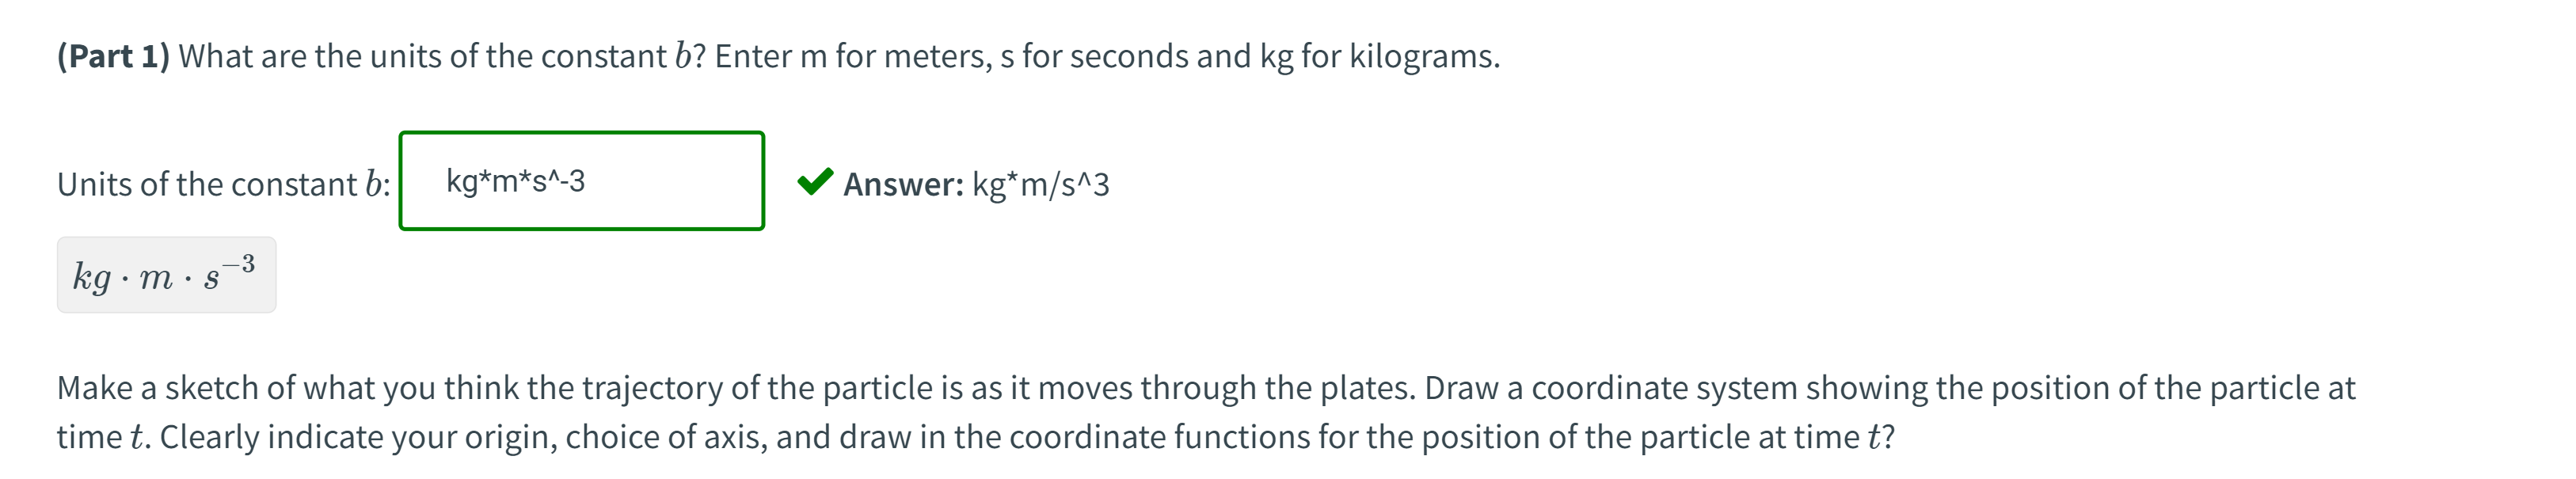 (Part 1) What are the units of the constant b? Enter m for meters, s for seconds and kg for kilograms.
Units of the constant b: kg*m*s^-3 ✔ Answer: kg*m/s^3
kg · m · s⁻³
Make a sketch of what you think the trajectory of the particle is as it moves through the plates. Draw a coordinate system showing the position of the particle at
time t. Clearly indicate your origin, choice of axis, and draw in the coordinate functions for the position of the particle at time t?